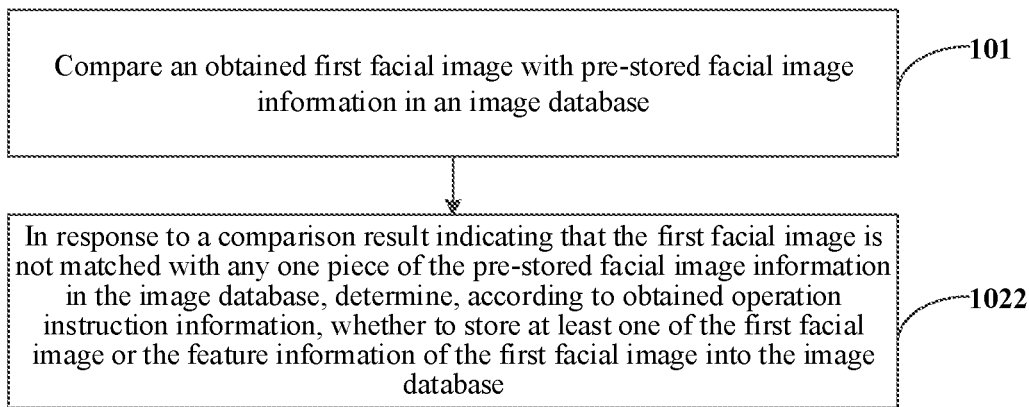 Compare an obtained first facial image with pre-stored facial image
information in an image database
101
In response to a comparison result indicating that the first facial image is
not matched with any one piece of the pre-stored facial image information
in the image database, determine, according to obtained operation
instruction information, whether to store at least one of the first facial
image or the feature information of the first facial image into the image
database
1022